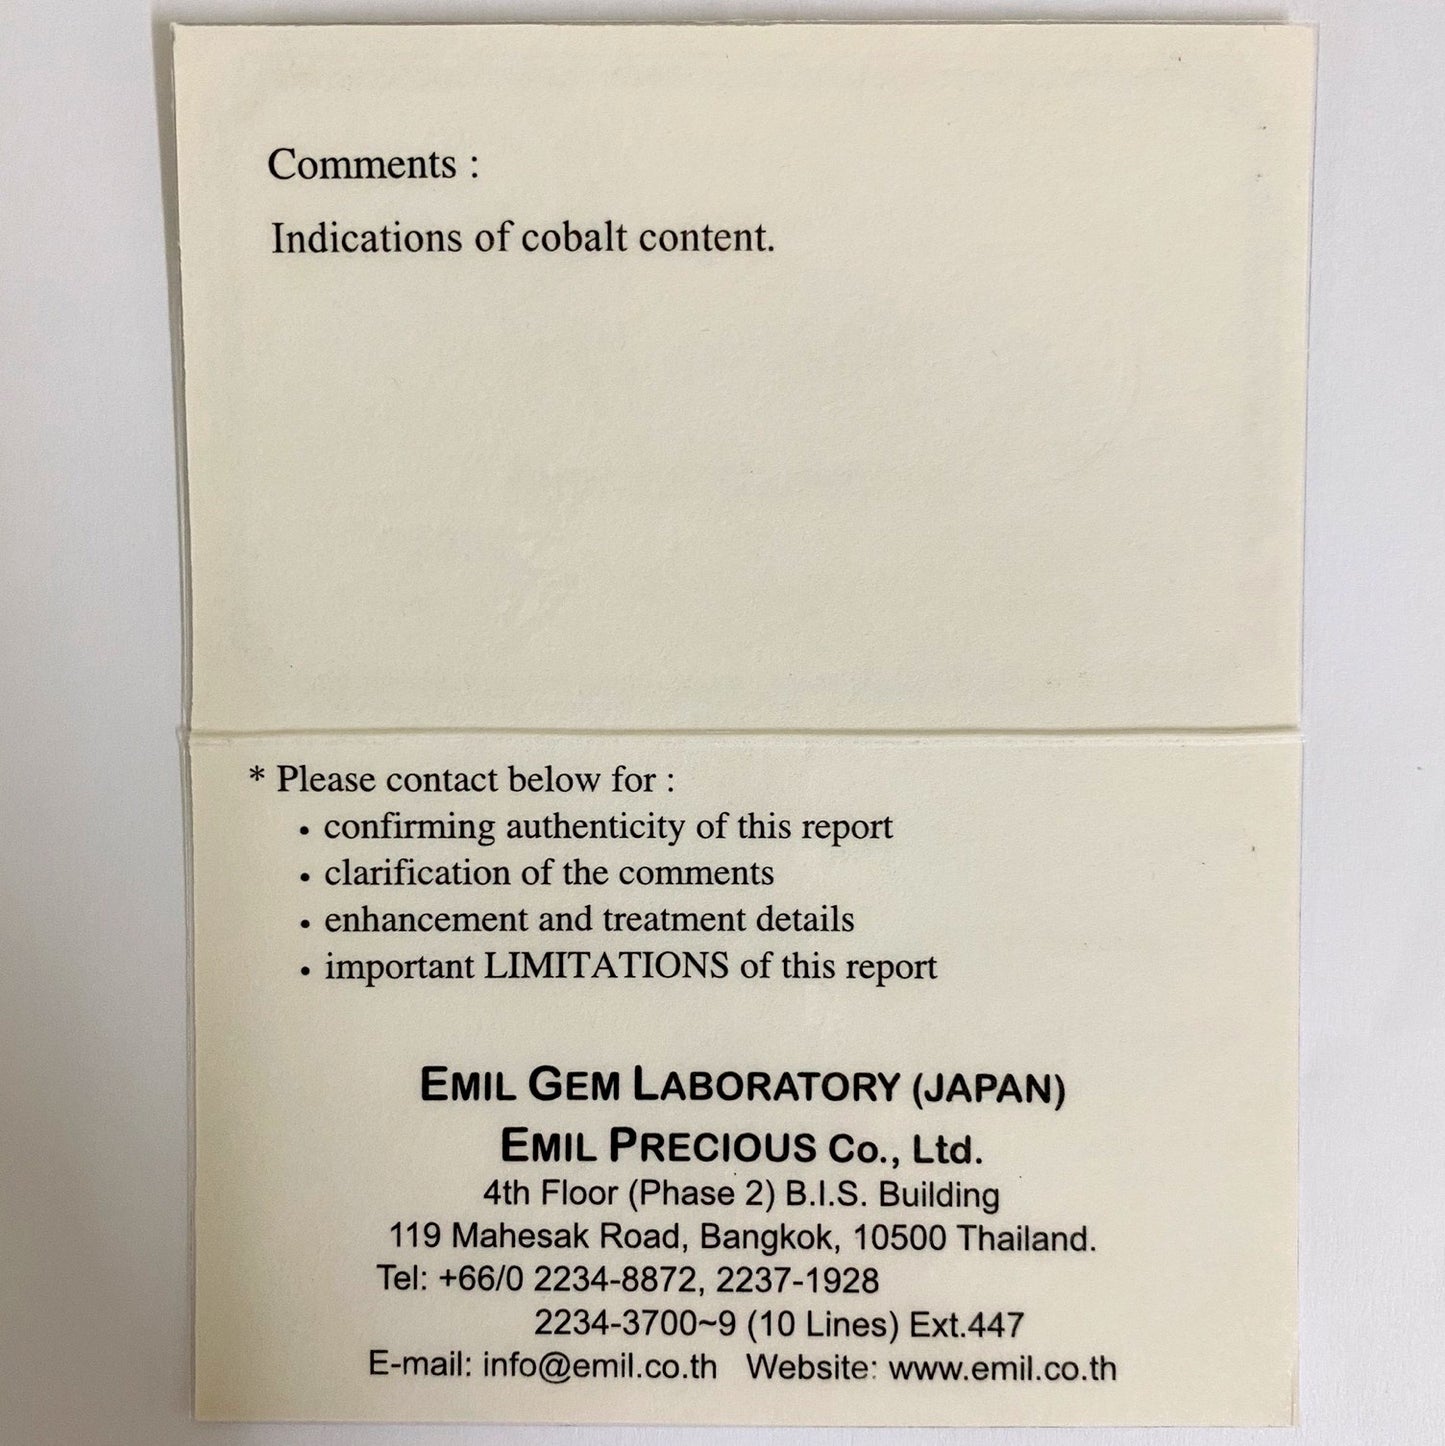 Comments :
Indications of cobalt content.
* Please contact below for :
• confirming authenticity of this report
• clarification of the comments
• enhancement and treatment details
• important LIMITATIONS of this report
EMIL GEM LABORATORY (JAPAN)
EMIL PRECIOUS Co., Ltd.
4th Floor (Phase 2) B.I.S. Building
119 Mahesak Road, Bangkok, 10500 Thailand.
Tel: +66/0 2234-8872, 2237-1928
2234-3700~9 (10 Lines) Ext.447
E-mail: info@emil.co.th Website: www.emil.co.th